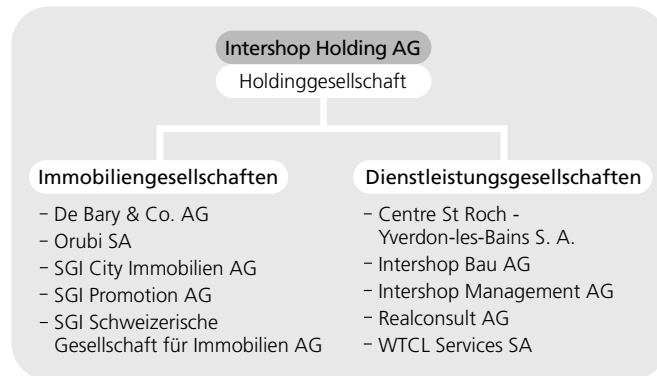 Intershop Holding AG
Holdinggesellschaft
Immobiliengesellschaften
– De Bary & Co. AG
– Orubi SA
– SGI City Immobilien AG
– SGI Promotion AG
– SGI Schweizerische
Gesellschaft für Immobilien AG
Dienstleistungsgesellschaften
– Centre St Roch -
Yverdon-les-Bains S. A.
– Intershop Bau AG
– Intershop Management AG
– Realconsult AG
– WTCL Services SA